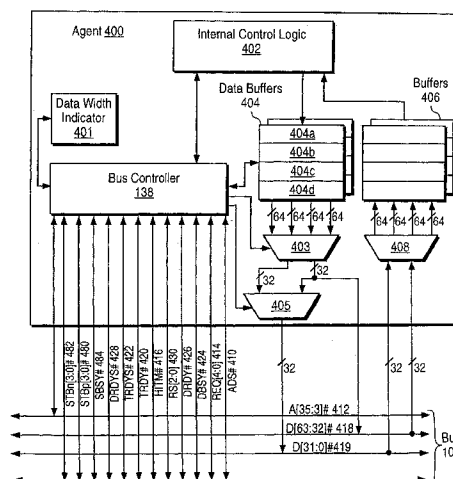 Agent 400
Internal Control Logic
402
Data Width
Indicator
401
Data Buffers
404
Buffers
406
404a
404b
404c
404d
Bus Controller
138
64 64 64 64
64 64 64 64
403
408
32 32
405
32 32
STBn[3:0]# 482
STBp[3:0]# 480
SBSY# 484
DRDYS# 428
TRDYS# 422
TRDY# 420
HITM# 416
RS[2:0] 430
DRDY# 426
DBSY# 424
REQ[4:0] 414
ADS# 410
A[35:3]# 412
D[63:32]# 418
D[31:0]#419